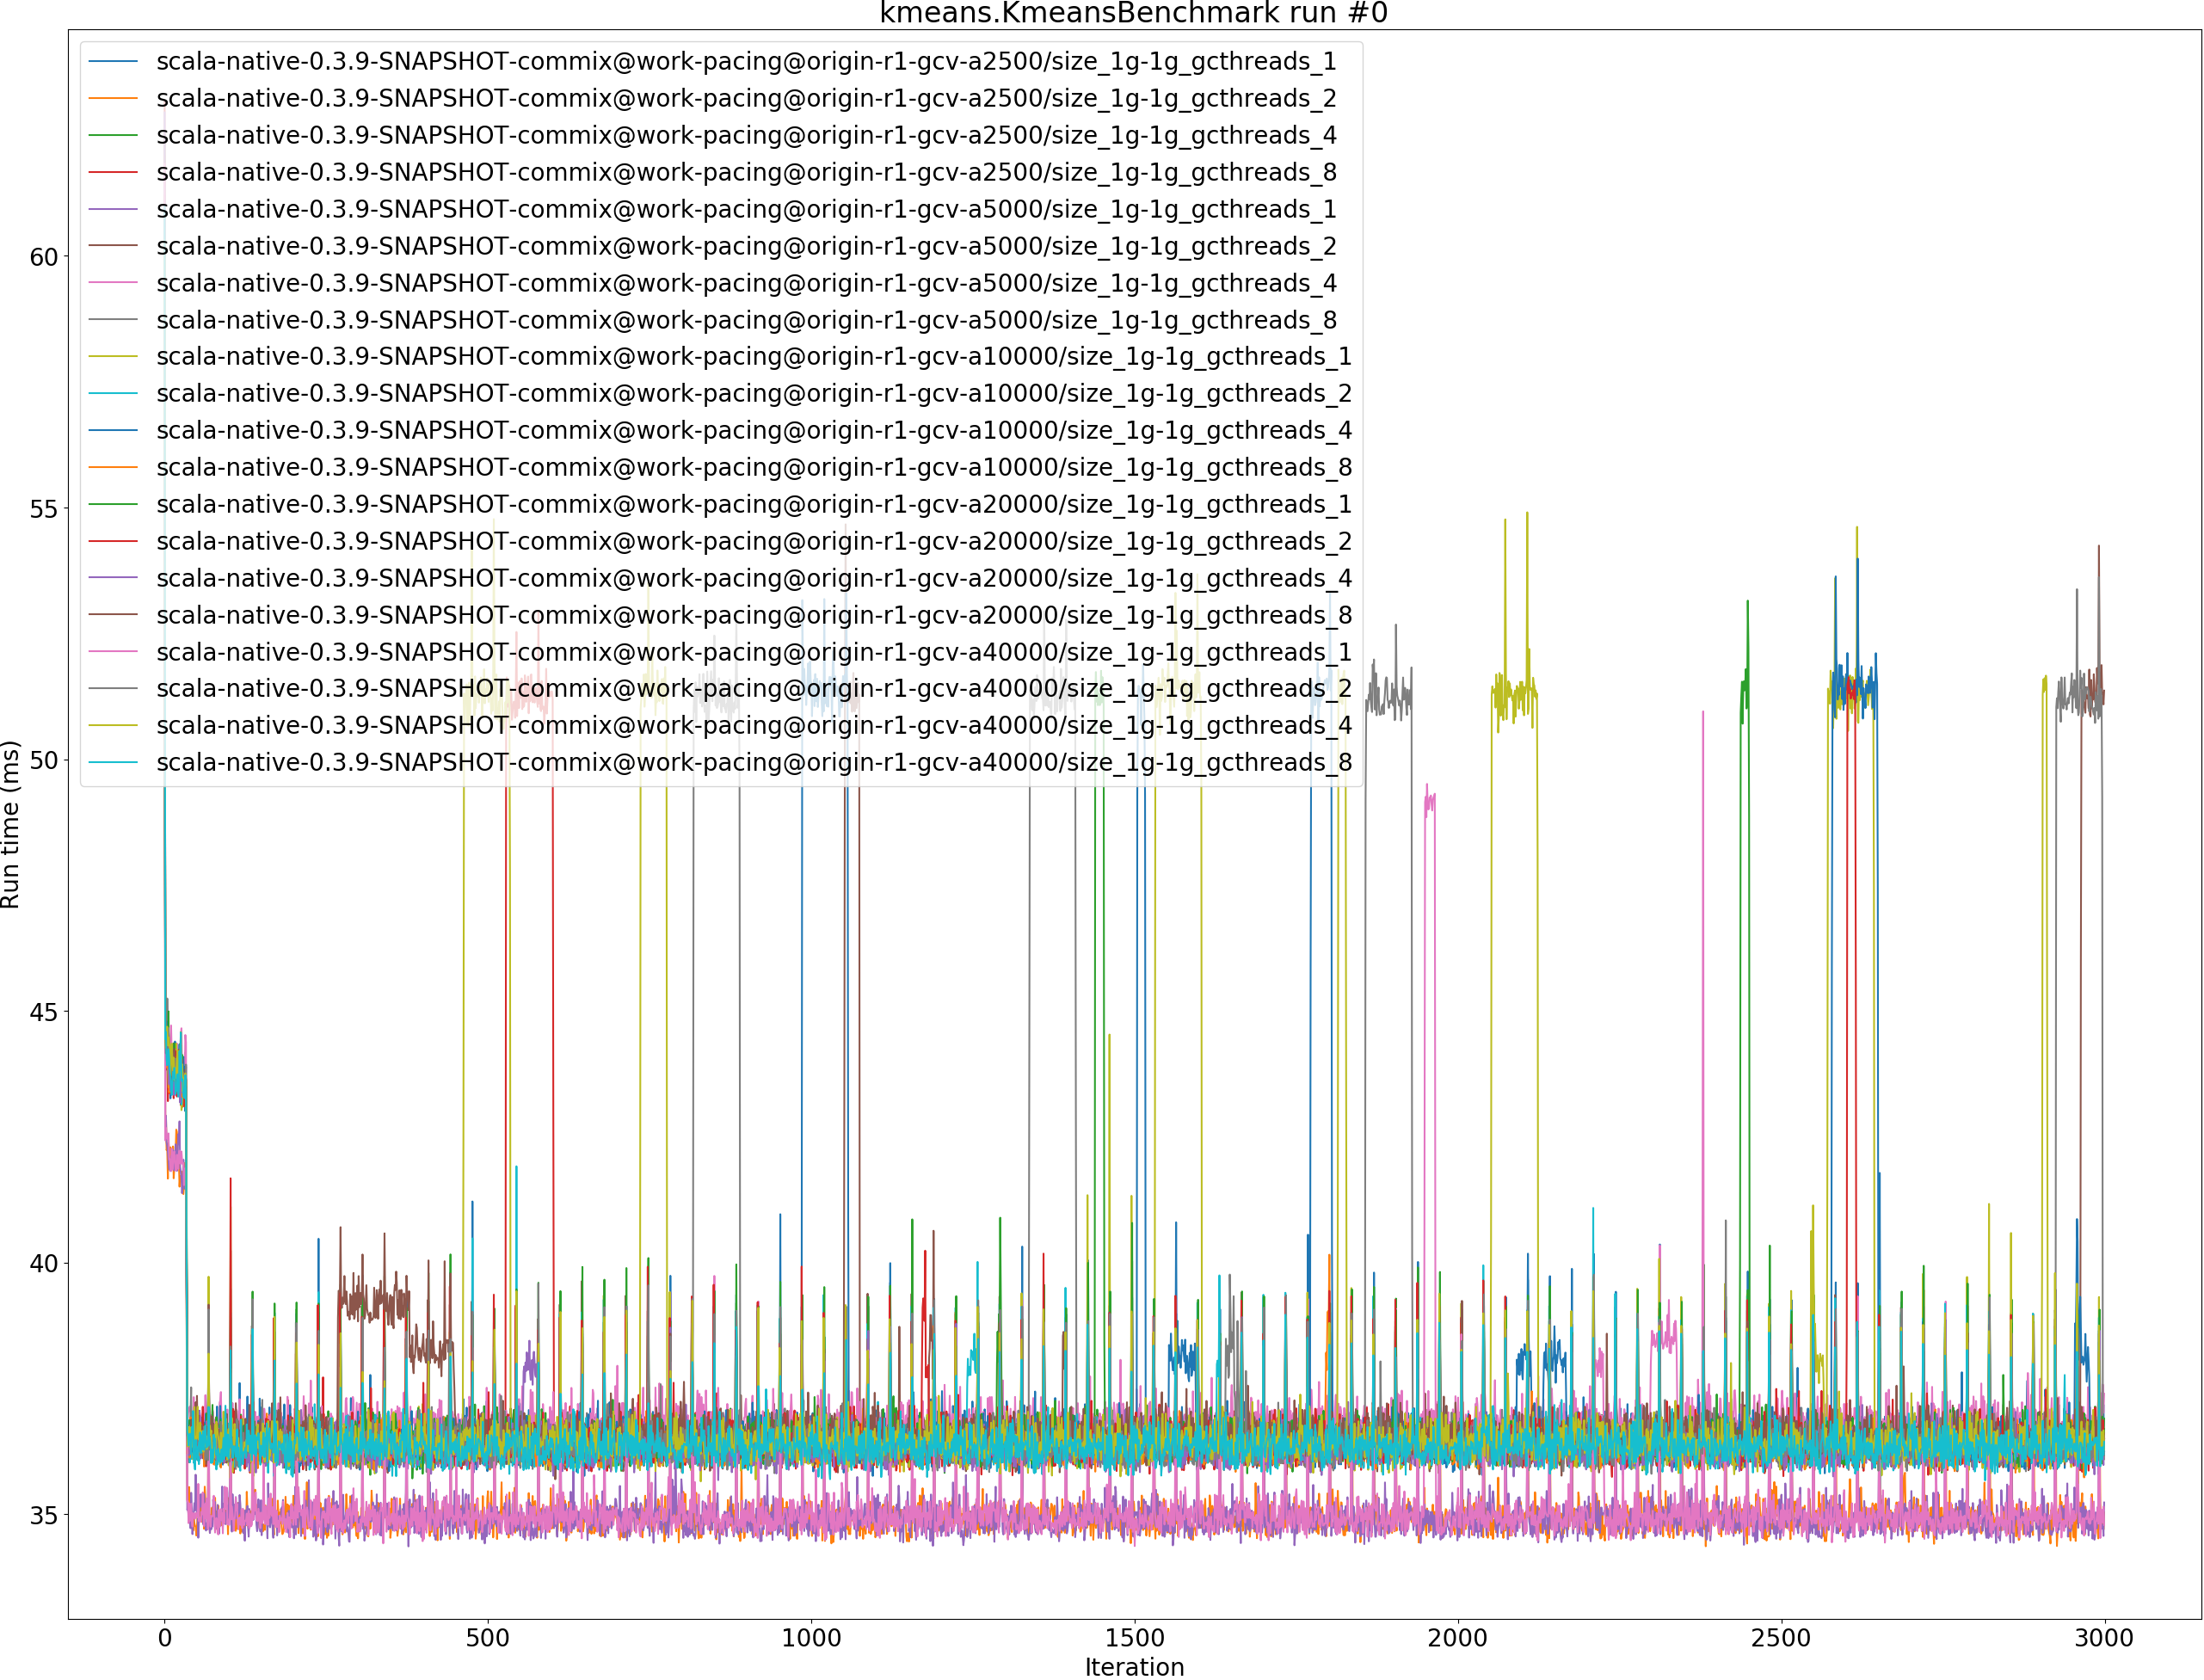 kmeans.KmeansBenchmark run #0
scala-native-0.3.9-SNAPSHOT-commix@work-pacing@origin-r1-gcv-a2500/size_1g-1g_gcthreads_1
scala-native-0.3.9-SNAPSHOT-commix@work-pacing@origin-r1-gcv-a2500/size_1g-1g_gcthreads_2
scala-native-0.3.9-SNAPSHOT-commix@work-pacing@origin-r1-gcv-a2500/size_1g-1g_gcthreads_4
scala-native-0.3.9-SNAPSHOT-commix@work-pacing@origin-r1-gcv-a2500/size_1g-1g_gcthreads_8
scala-native-0.3.9-SNAPSHOT-commix@work-pacing@origin-r1-gcv-a5000/size_1g-1g_gcthreads_1
scala-native-0.3.9-SNAPSHOT-commix@work-pacing@origin-r1-gcv-a5000/size_1g-1g_gcthreads_2
scala-native-0.3.9-SNAPSHOT-commix@work-pacing@origin-r1-gcv-a5000/size_1g-1g_gcthreads_4
scala-native-0.3.9-SNAPSHOT-commix@work-pacing@origin-r1-gcv-a5000/size_1g-1g_gcthreads_8
scala-native-0.3.9-SNAPSHOT-commix@work-pacing@origin-r1-gcv-a10000/size_1g-1g_gcthreads_1
scala-native-0.3.9-SNAPSHOT-commix@work-pacing@origin-r1-gcv-a10000/size_1g-1g_gcthreads_2
scala-native-0.3.9-SNAPSHOT-commix@work-pacing@origin-r1-gcv-a10000/size_1g-1g_gcthreads_4
scala-native-0.3.9-SNAPSHOT-commix@work-pacing@origin-r1-gcv-a10000/size_1g-1g_gcthreads_8
scala-native-0.3.9-SNAPSHOT-commix@work-pacing@origin-r1-gcv-a20000/size_1g-1g_gcthreads_1
scala-native-0.3.9-SNAPSHOT-commix@work-pacing@origin-r1-gcv-a20000/size_1g-1g_gcthreads_2
scala-native-0.3.9-SNAPSHOT-commix@work-pacing@origin-r1-gcv-a20000/size_1g-1g_gcthreads_4
scala-native-0.3.9-SNAPSHOT-commix@work-pacing@origin-r1-gcv-a20000/size_1g-1g_gcthreads_8
scala-native-0.3.9-SNAPSHOT-commix@work-pacing@origin-r1-gcv-a40000/size_1g-1g_gcthreads_1
scala-native-0.3.9-SNAPSHOT-commix@work-pacing@origin-r1-gcv-a40000/size_1g-1g_gcthreads_2
scala-native-0.3.9-SNAPSHOT-commix@work-pacing@origin-r1-gcv-a40000/size_1g-1g_gcthreads_4
scala-native-0.3.9-SNAPSHOT-commix@work-pacing@origin-r1-gcv-a40000/size_1g-1g_gcthreads_8
Run time (ms)
60
55
50
45
40
35
0 500 1000 1500 2000 2500 3000
Iteration